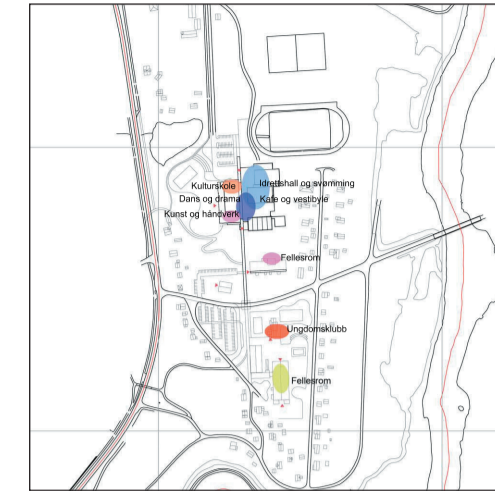 Kulturskole
Idrettshall og svømming
Dans og drama
Kafe og vestibyle
Kunst og håndverk
Fellesrom
Ungdomsklubb
Fellesrom